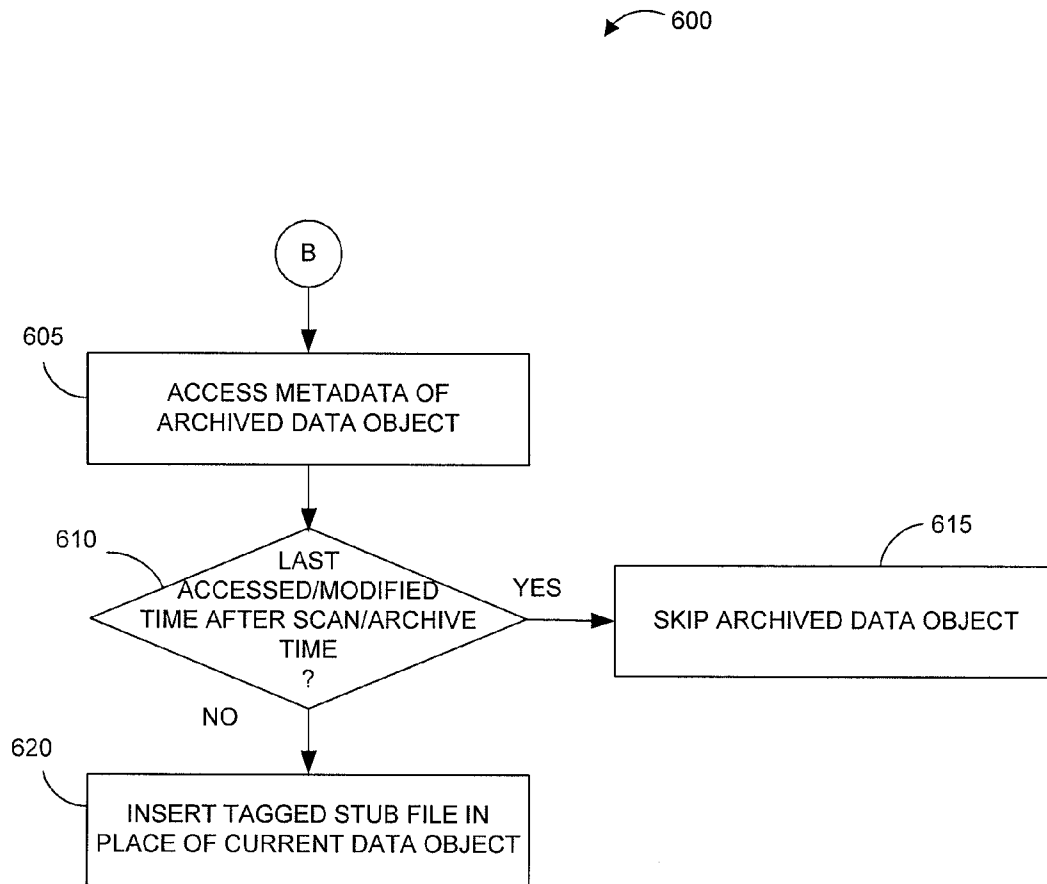 600
B
605
ACCESS METADATA OF
ARCHIVED DATA OBJECT
610
LAST
ACCESSED/MODIFIED
TIME AFTER SCAN/ARCHIVE
TIME
?
YES
615
SKIP ARCHIVED DATA OBJECT
NO
620
INSERT TAGGED STUB FILE IN
PLACE OF CURRENT DATA OBJECT